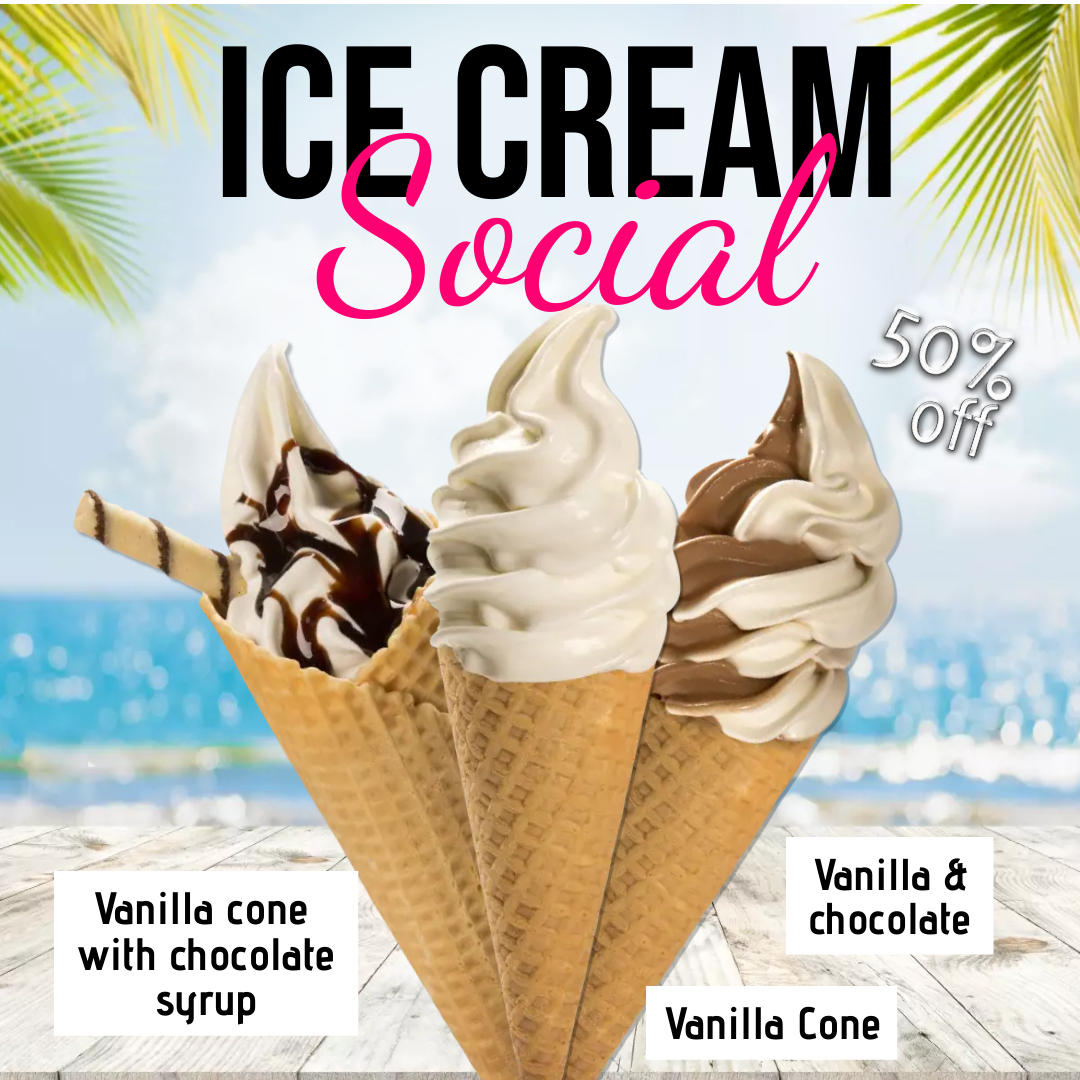 ICE CREAM
Social
50%
off
Vanilla cone
with chocolate
syrup
Vanilla &
chocolate
Vanilla Cone